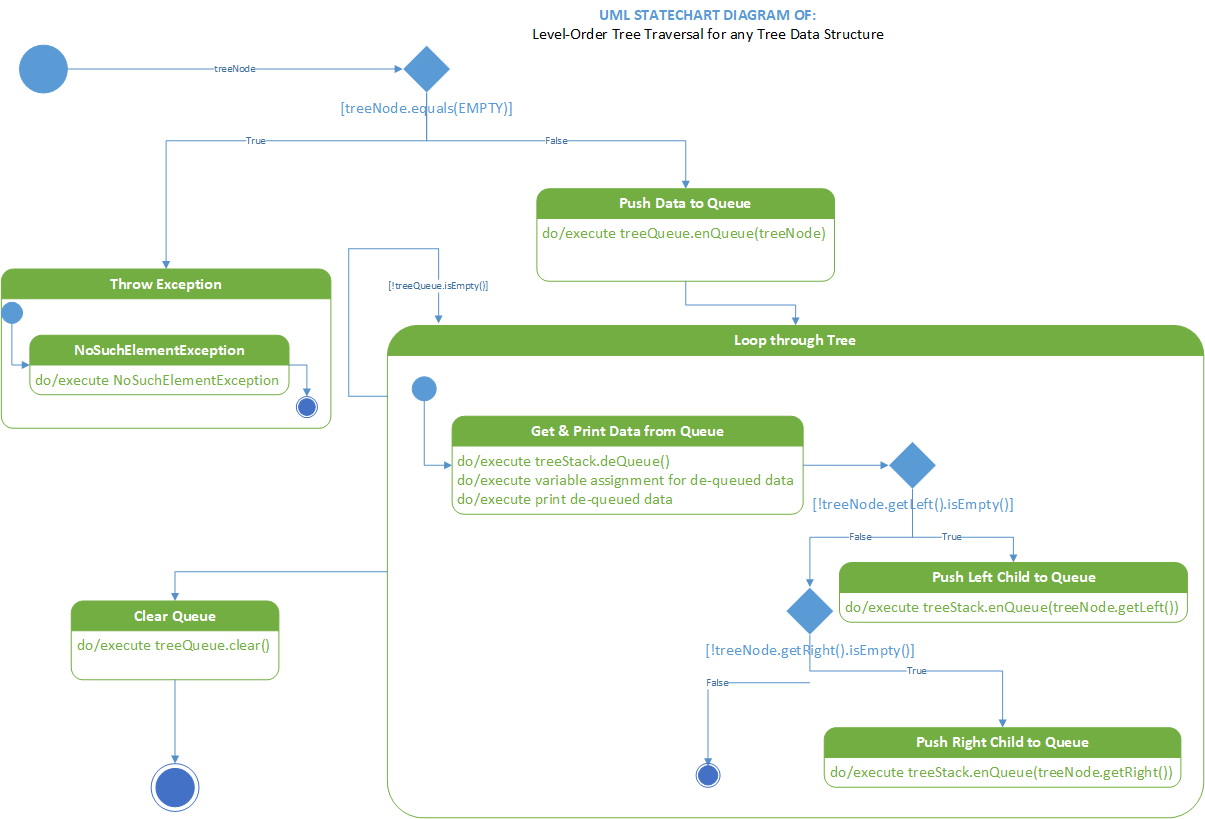 UML STATECHART DIAGRAM OF:
Level-Order Tree Traversal for any Tree Data Structure
treeNode
[treeNode.equals(EMPTY)]
True
False
Push Data to Queue
do/execute treeQueue.enQueue(treeNode)
Throw Exception
NoSuchElementException
do/execute NoSuchElementException
[!treeQueue.isEmpty()]
Loop through Tree
Get & Print Data from Queue
do/execute treeStack.deQueue()
do/execute variable assignment for de-queued data
do/execute print de-queued data
[!treeNode.getLeft().isEmpty()]
False
True
Push Left Child to Queue
do/execute treeStack.enQueue(treeNode.getLeft())
[!treeNode.getRight().isEmpty()]
True
False
Push Right Child to Queue
do/execute treeStack.enQueue(treeNode.getRight())
Clear Queue
do/execute treeQueue.clear()